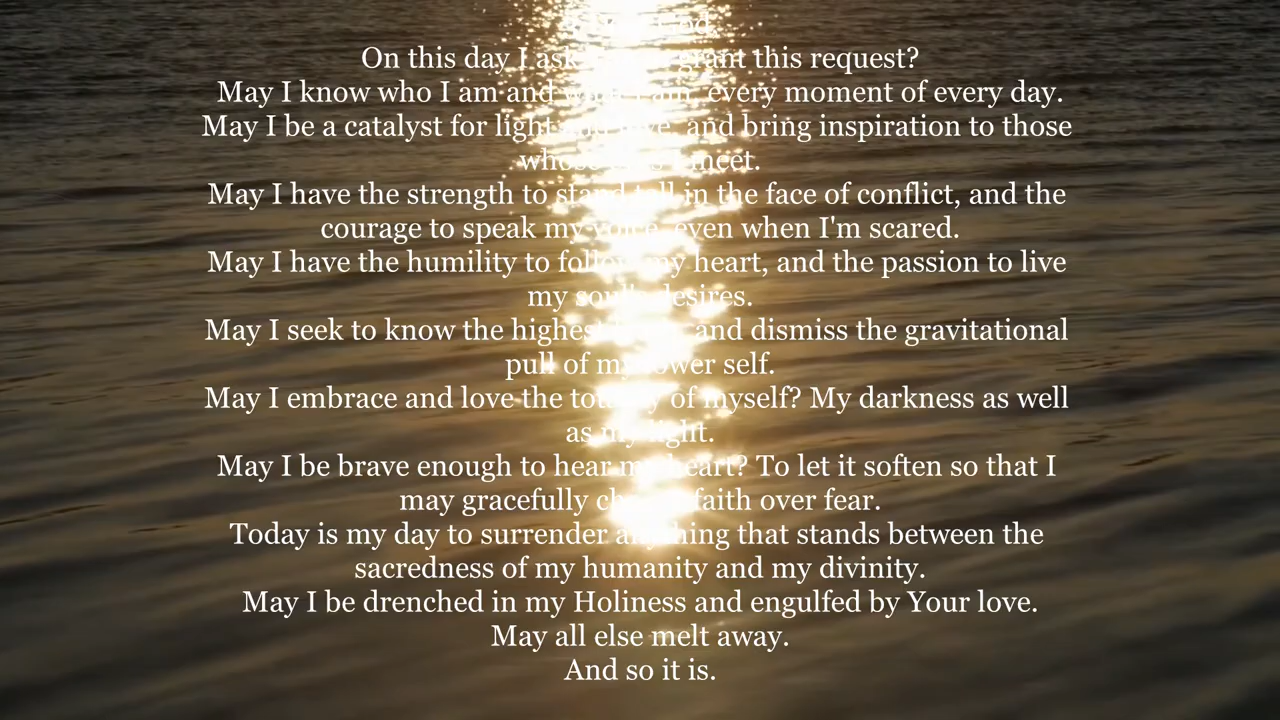 On this day I ask grant this request?
May I know who I am and what I am, every moment of every day.
May I be a catalyst for light and love, and bring inspiration to those
whose I meet.
May I have the strength to stand tall in the face of conflict, and the
courage to speak my voice, even when I'm scared.
May I have the humility to follow my heart, and the passion to live
my soul's desires.
May I seek to know the highest and dismiss the gravitational
pull of my lower self.
May I embrace and love the totality of myself? My darkness as well
as my light.
May I be brave enough to hear my heart? To let it soften so that I
may gracefully choose faith over fear.
Today is my day to surrender anything that stands between the
sacredness of my humanity and my divinity.
May I be drenched in my Holiness and engulfed by Your love.
May all else melt away.
And so it is.